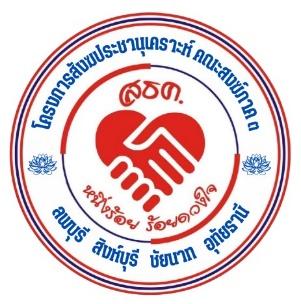 โครงการสังฆประชานุเคราะห์ คณะสงฆ์ภาค ๓
สธค.
หนึ่งร้อย ร้อยดวงใจ
ลพบุรี สิงห์บุรี ชัยนาท อุทัยธานี